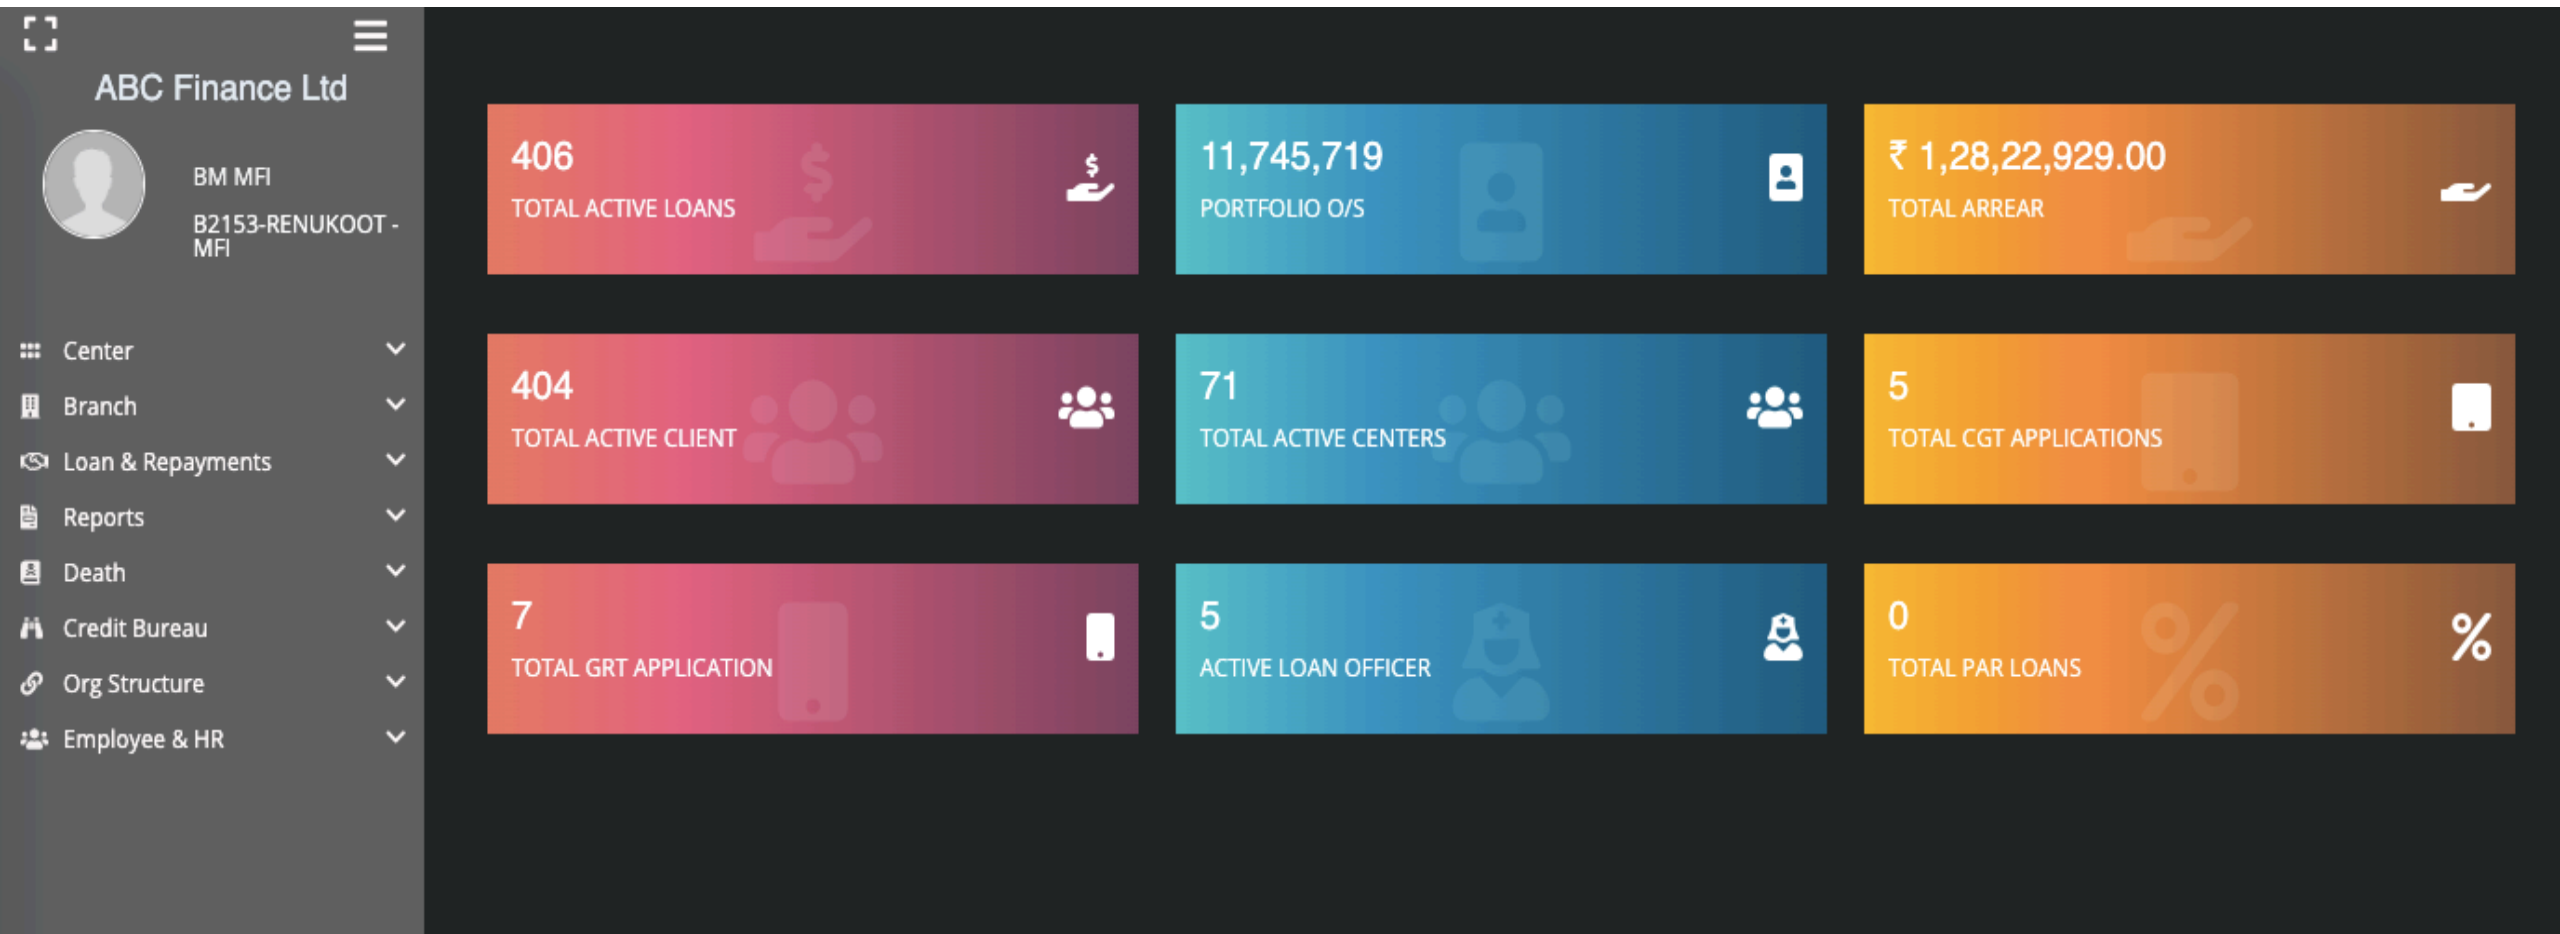 ABC Finance Ltd
BM MFI
B2153-RENUKOOT -
MFI
Center
Branch
Loan & Repayments
Reports
Death
Credit Bureau
Org Structure
Employee & HR
406
TOTAL ACTIVE LOANS
11,745,719
PORTFOLIO O/S
₹ 1,28,22,929.00
TOTAL ARREAR
404
TOTAL ACTIVE CLIENT
71
TOTAL ACTIVE CENTERS
5
TOTAL CGT APPLICATIONS
7
TOTAL GRT APPLICATION
5
ACTIVE LOAN OFFICER
0
TOTAL PAR LOANS